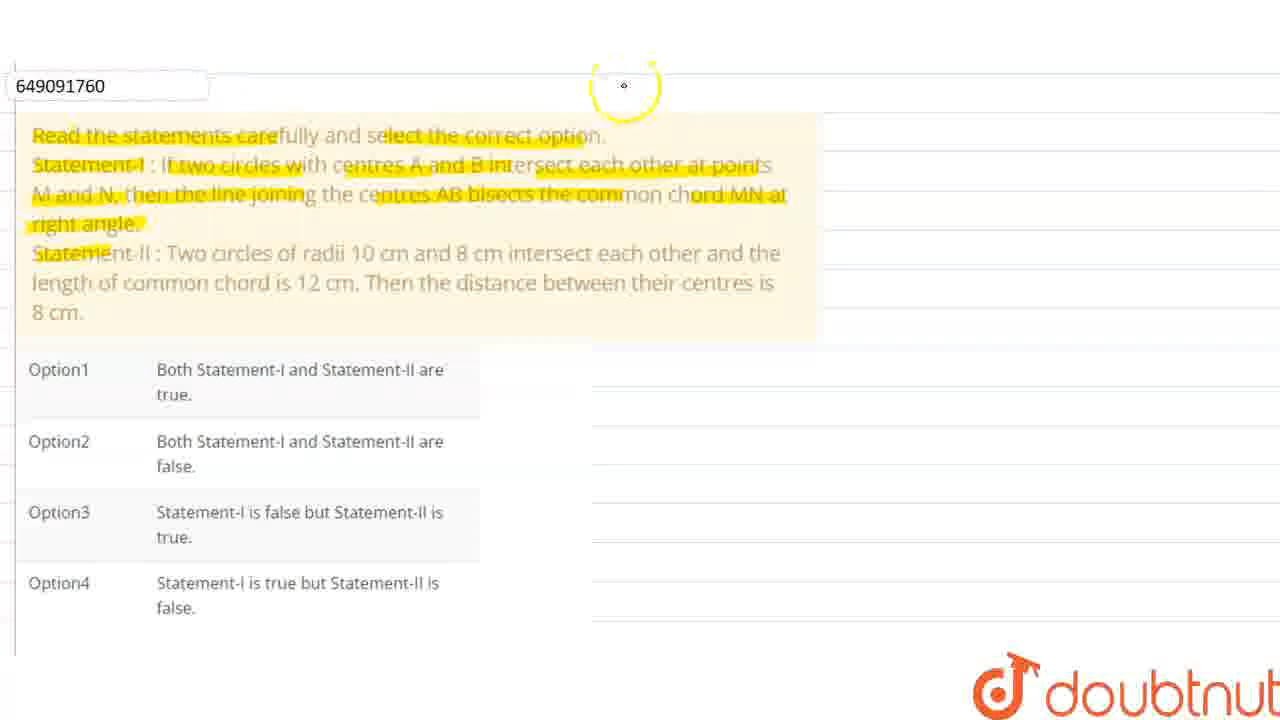 649091760
Read the statements carefully and select the correct option.
Statement-I : If two circles with centres A and B intersect each other at points
M and N, then the line joining the centres AB bisects the common chord MN at
right angle.
Statement-II : Two circles of radii 10 cm and 8 cm intersect each other and the
length of common chord is 12 cm. Then the distance between their centres is
8 cm.
Option1 Both Statement-I and Statement-II are
true.
Option2 Both Statement-I and Statement-II are
false.
Option3 Statement-I is false but Statement-II is
true.
Option4 Statement-I is true but Statement-II is
false.
doubtnut